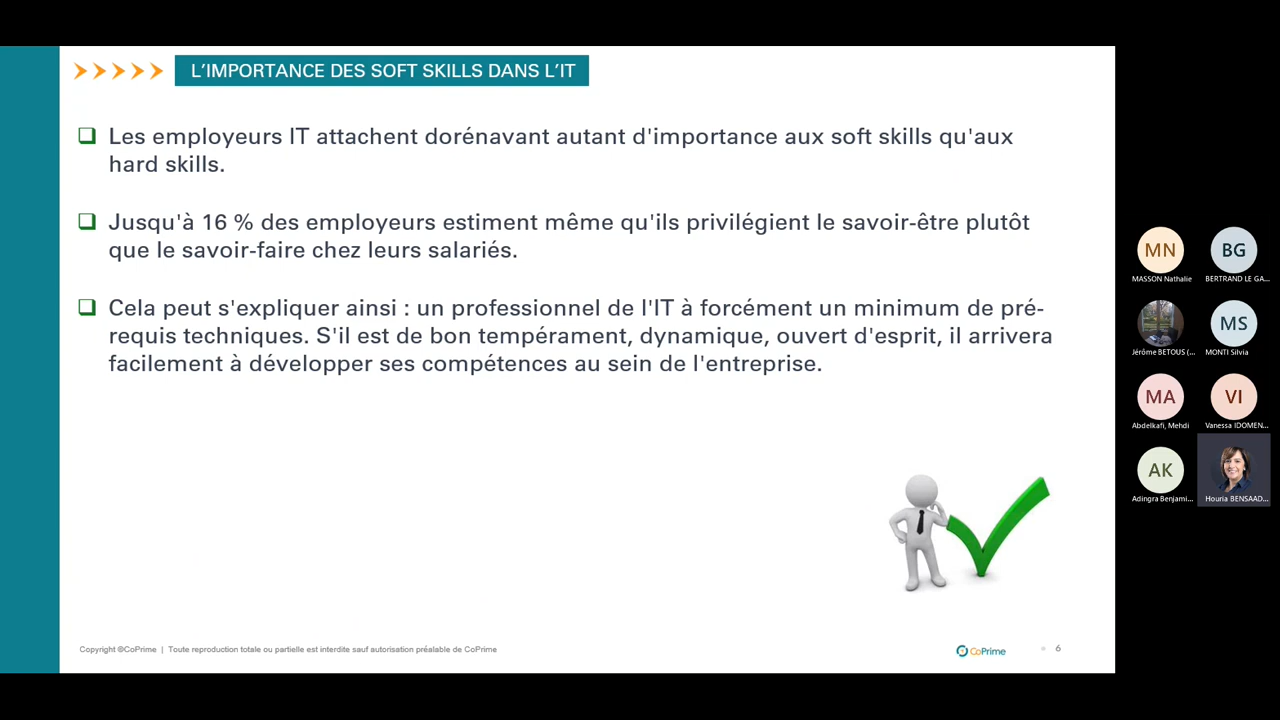 L'IMPORTANCE DES SOFT SKILLS DANS L'IT
Les employeurs IT attachent dorénavant autant d'importance aux soft skills qu'aux
hard skills.
Jusqu'à 16 % des employeurs estiment même qu'ils privilégient le savoir-être plutôt
que le savoir-faire chez leurs salariés.
Cela peut s'expliquer ainsi : un professionnel de l'IT à forcément un minimum de pré-
requis techniques. S'il est de bon tempérament, dynamique, ouvert d'esprit, il arrivera
facilement à développer ses compétences au sein de l'entreprise.
Copyright ©CoPrime | Toute reproduction totale ou partielle est interdite sauf autorisation préalable de CoPrime
CoPrime
6
MN
MASSON Nathalie
BG
BERTRAND LE GA...
Jérôme BETOUS (...
MS
MONTI Silvia
MA
Abdelkafi, Mehdi
VI
Vanessa IDOMEN...
AK
Adingra Benjami...
Houria BENSAAD...